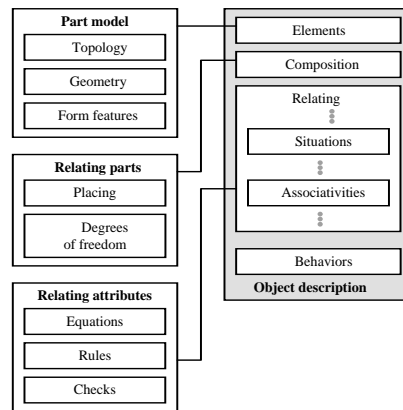 Part model
Topology
Geometry
Form features
Relating parts
Placing
Degrees
of freedom
Relating attributes
Equations
Rules
Checks
Elements
Composition
Relating
Situations
Associativities
Behaviors
Object description